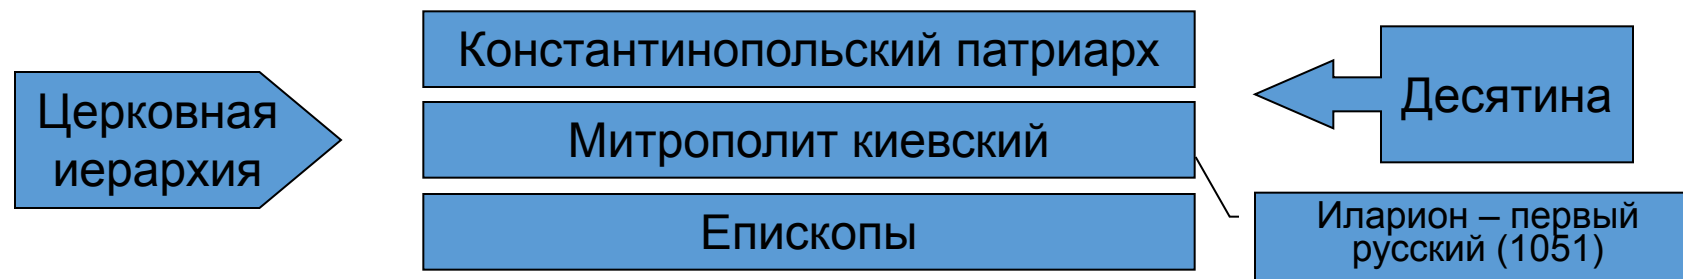 Церковная
иерархия
Константинопольский патриарх
Митрополит киевский
Епископы
Десятина
Иларион – первый
русский (1051)